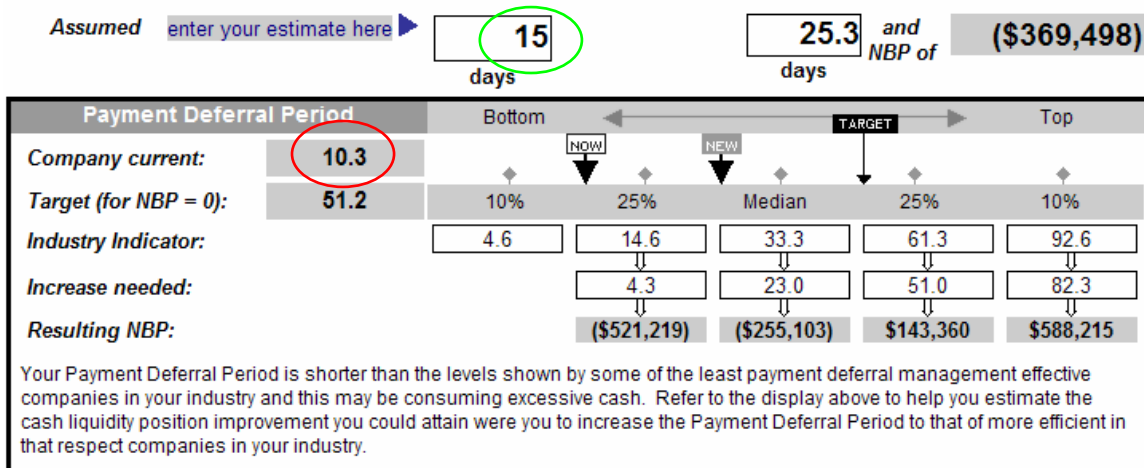 Assumed enter your estimate here 15 25.3 and NBP of ($369,498)
days days
Payment Deferral Period Bottom TARGET Top
Company current: 10.3 NOW NEW
Target (for NBP = 0): 51.2 10% 25% Median 25% 10%
Industry Indicator: 4.6 14.6 33.3 61.3 92.6
Increase needed: 4.3 23.0 51.0 82.3
Resulting NBP: ($521,219) ($255,103) $143,360 $588,215
Your Payment Deferral Period is shorter than the levels shown by some of the least payment deferral management effective
companies in your industry and this may be consuming excessive cash. Refer to the display above to help you estimate the
cash liquidity position improvement you could attain were you to increase the Payment Deferral Period to that of more efficient in
that respect companies in your industry.